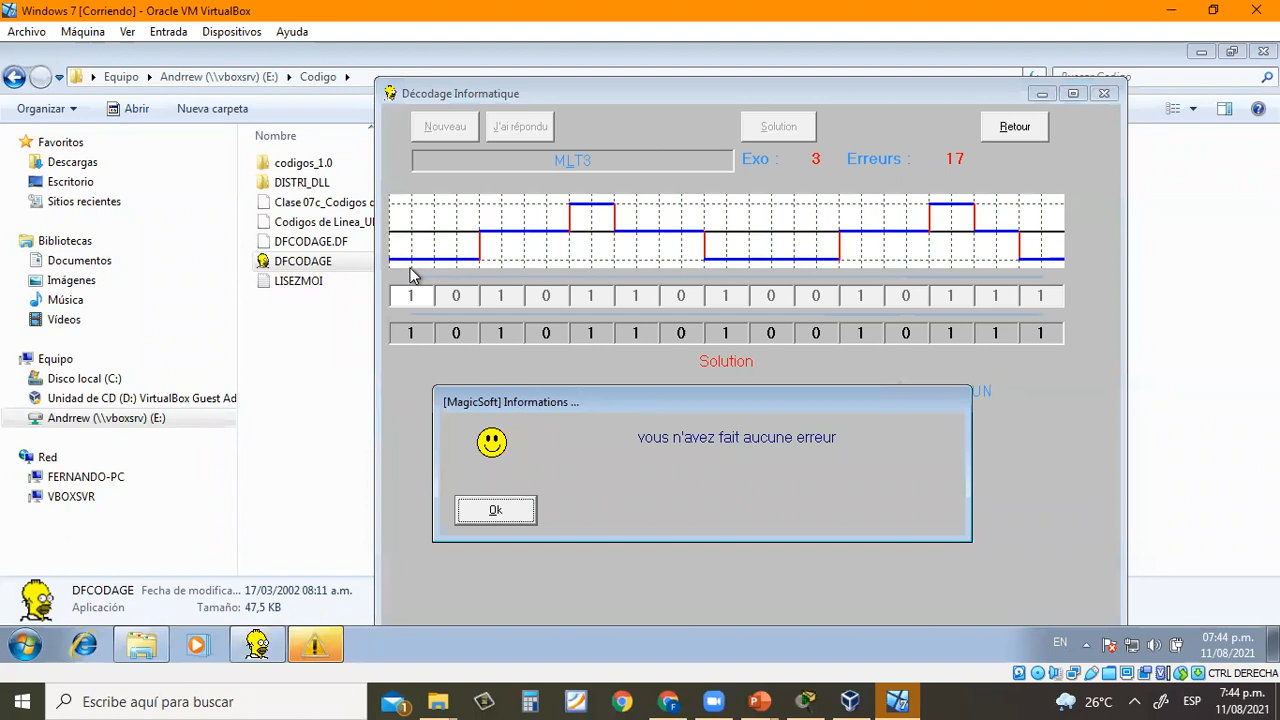 Windows 7 [Corriendo] - Oracle VM VirtualBox
Archivo Máquina Ver Entrada Dispositivos Ayuda
Equipo Andrrew (\\vboxsrv) (E:) Codigo
Organizar Abrir Nueva carpeta
Favoritos
Descargas
Escritorio
Sitios recientes
Bibliotecas
Documentos
Imágenes
Música
Vídeos
Equipo
Disco local (C:)
Unidad de CD (D:) VirtualBox Guest Ad
Andrrew (\\vboxsrv) (E:)
Red
FERNANDO-PC
VBOXSVR
Nombre
codigos_1.0
DISTRI_DLL
Clase 07c_Codigos d
Codigos de Linea_U
DFCODAGE.DF
DFCODAGE
LISEZMOI
Décodage Informatique
Nouveau J'ai répondu Solution Retour
MLT3 Exo : 3 Erreurs : 17
1 0 1 0 1 1 0 1 0 0 1 0 1 1 1
1 0 1 0 1 1 0 1 0 0 1 0 1 1 1
Solution
UN
[MagicSoft] Informations ...
vous n'avez fait aucune erreur
Ok
DFCODAGE Fecha de modifica... 17/03/2002 08:11 a.m.
Aplicación Tamaño: 47,5 KB
EN 07:44 p.m.
11/08/2021
CTRL DERECHA
Escribe aquí para buscar
1
26°C ESP 7:44 p.m.
11/08/2021